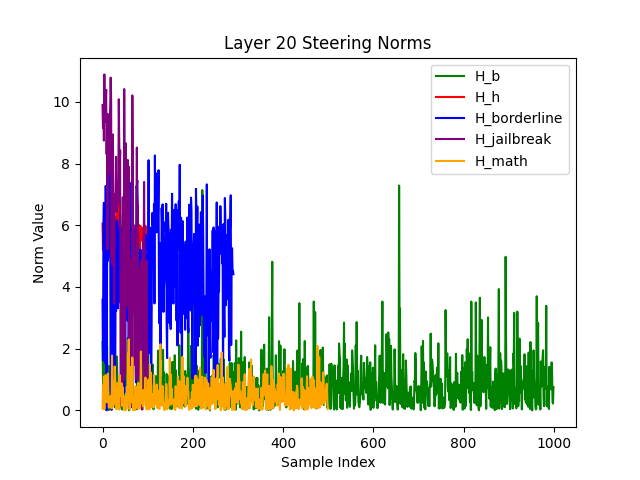 Layer 20 Steering Norms
H_b
H_h
H_borderline
H_jailbreak
H_math
Norm Value
10
8
6
4
2
0
0 200 400 600 800 1000
Sample Index